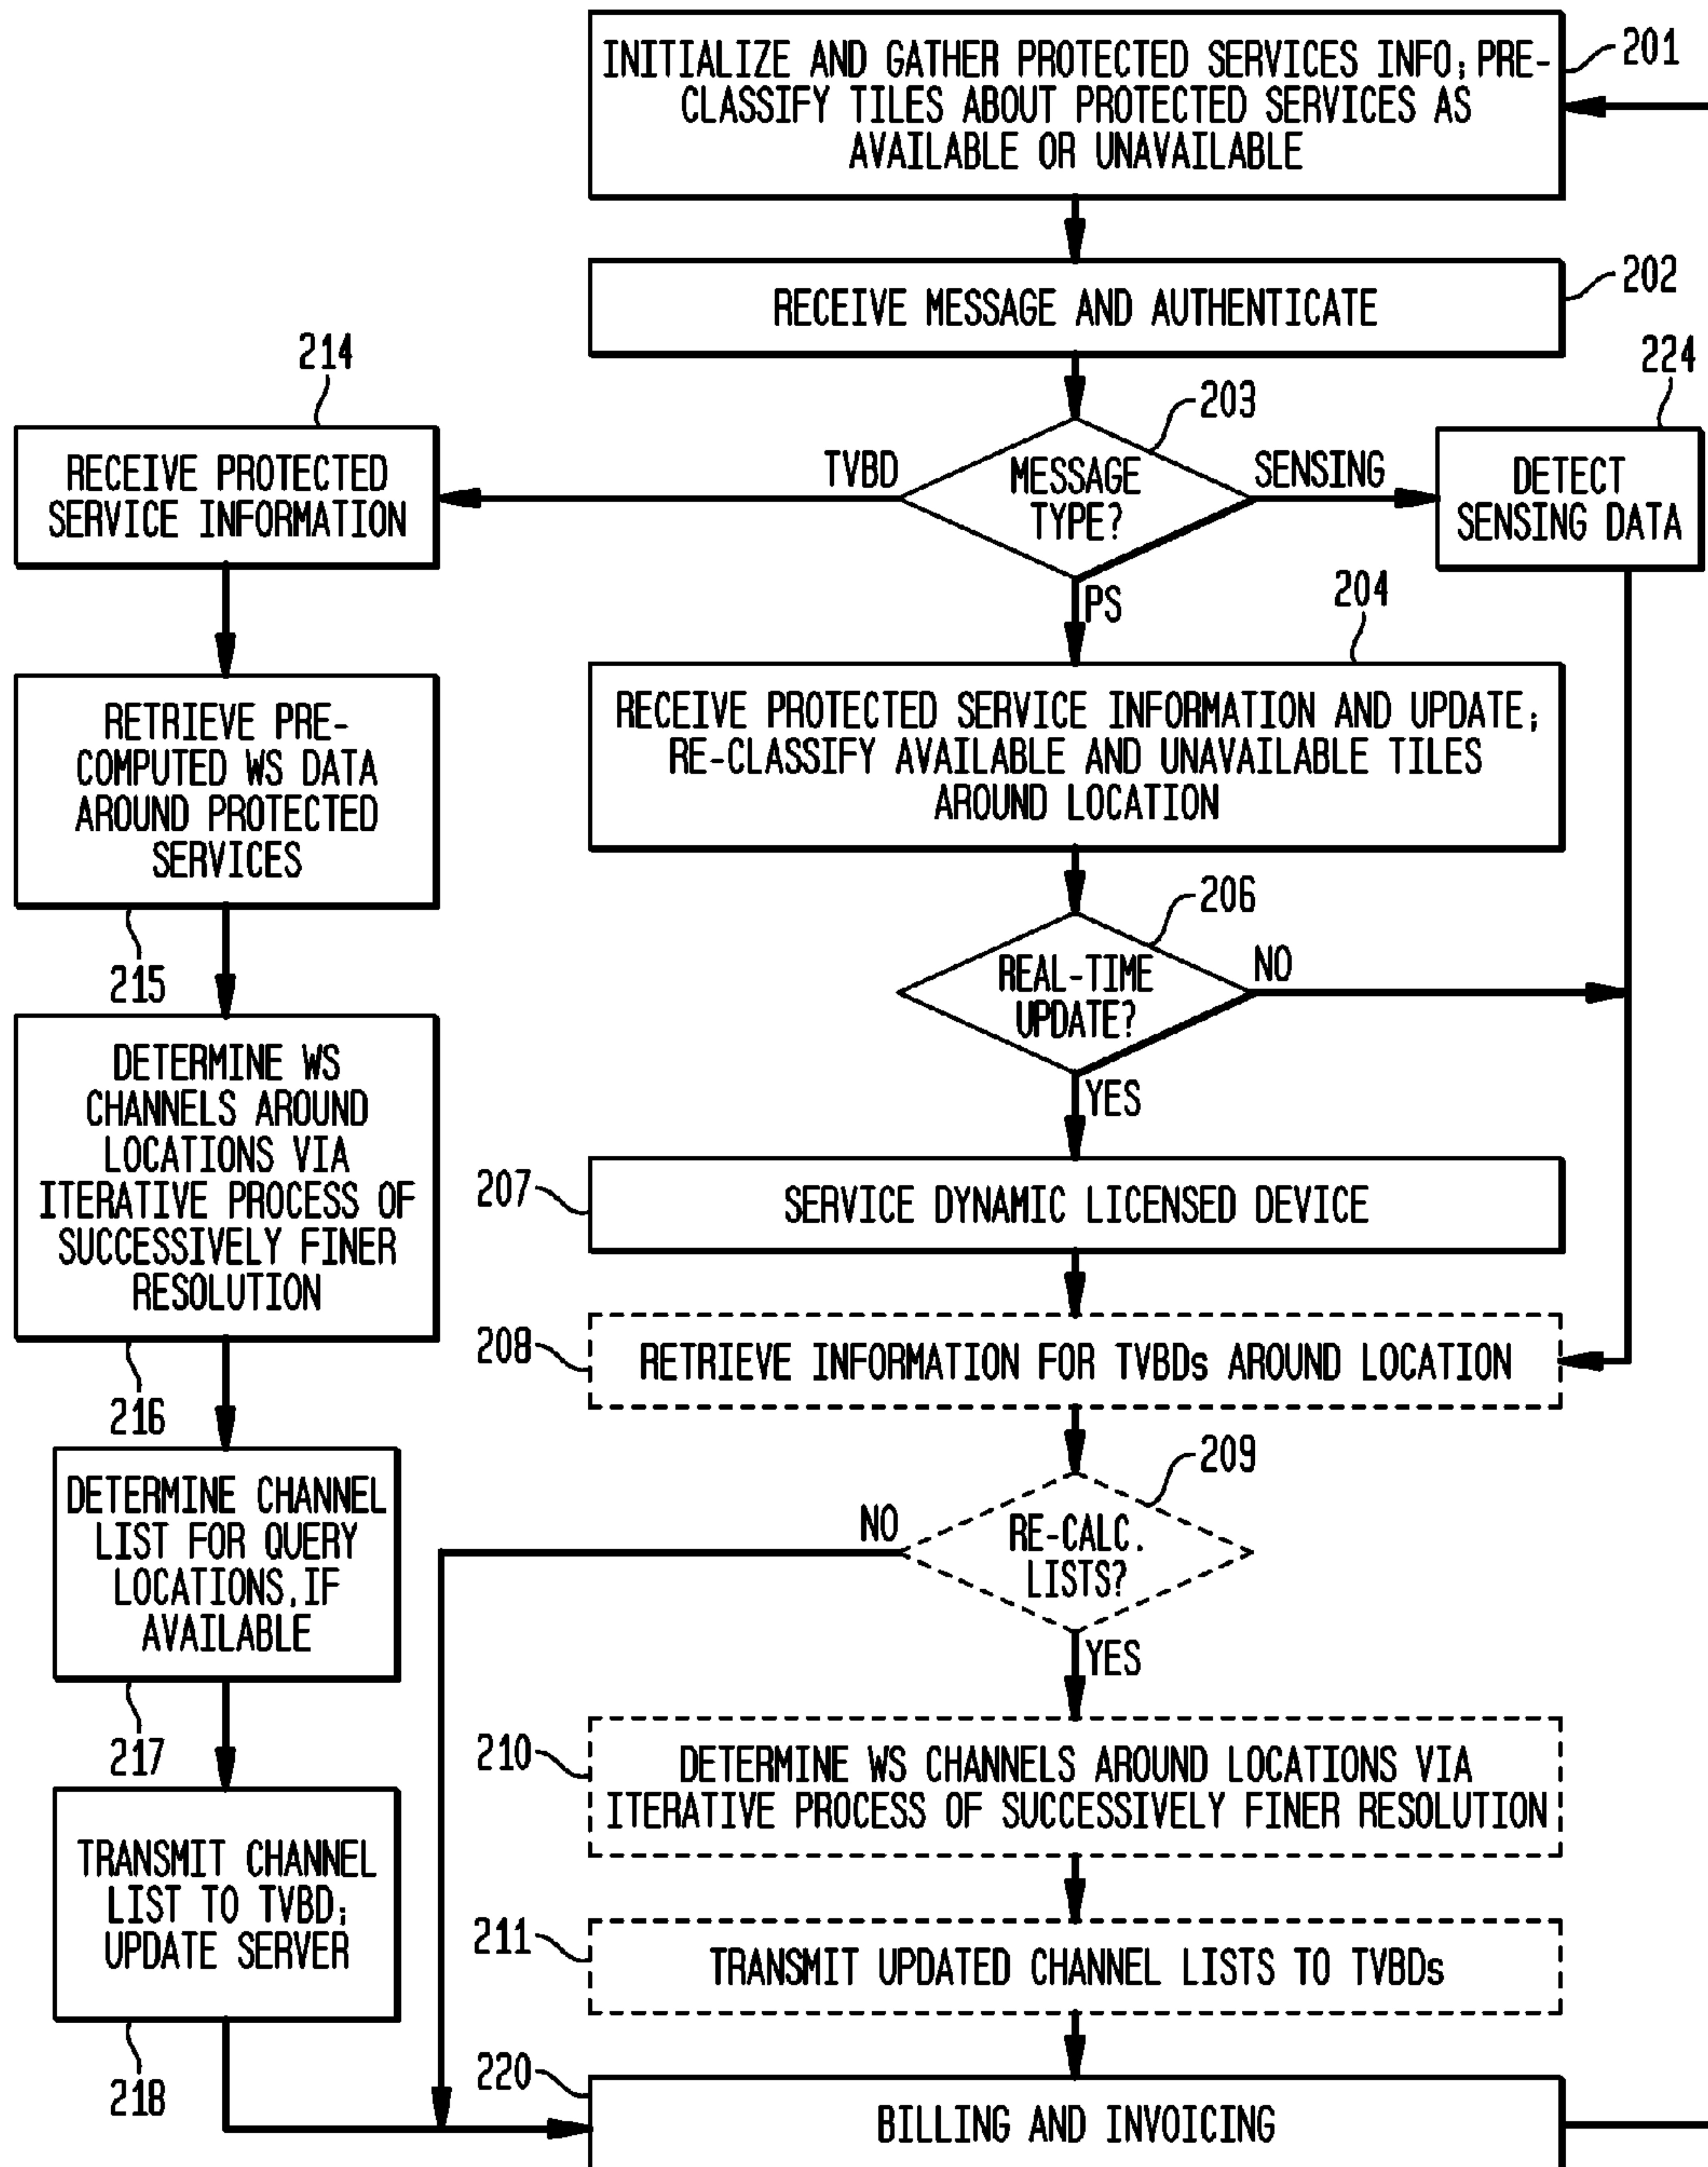 INITIALIZE AND GATHER PROTECTED SERVICES INFO; PRE-
CLASSIFY TILES ABOUT PROTECTED SERVICES AS
AVAILABLE OR UNAVAILABLE
201
RECEIVE MESSAGE AND AUTHENTICATE
202
MESSAGE
TYPE?
203
TVBD
SENSING
PS
214
RECEIVE PROTECTED
SERVICE INFORMATION
224
DETECT
SENSING DATA
204
RECEIVE PROTECTED SERVICE INFORMATION AND UPDATE;
RE-CLASSIFY AVAILABLE AND UNAVAILABLE TILES
AROUND LOCATION
RETRIEVE PRE-
COMPUTED WS DATA
AROUND PROTECTED
SERVICES
215
206
REAL-TIME
UPDATE?
NO
YES
DETERMINE WS
CHANNELS AROUND
LOCATIONS VIA
ITERATIVE PROCESS OF
SUCCESSIVELY FINER
RESOLUTION
216
207
SERVICE DYNAMIC LICENSED DEVICE
208
RETRIEVE INFORMATION FOR TVBDs AROUND LOCATION
209
RE-CALC.
LISTS?
NO
YES
DETERMINE CHANNEL
LIST FOR QUERY
LOCATIONS, IF
AVAILABLE
217
210
DETERMINE WS CHANNELS AROUND LOCATIONS VIA
ITERATIVE PROCESS OF SUCCESSIVELY FINER RESOLUTION
TRANSMIT CHANNEL
LIST TO TVBD;
UPDATE SERVER
218
211
TRANSMIT UPDATED CHANNEL LISTS TO TVBDs
220
BILLING AND INVOICING